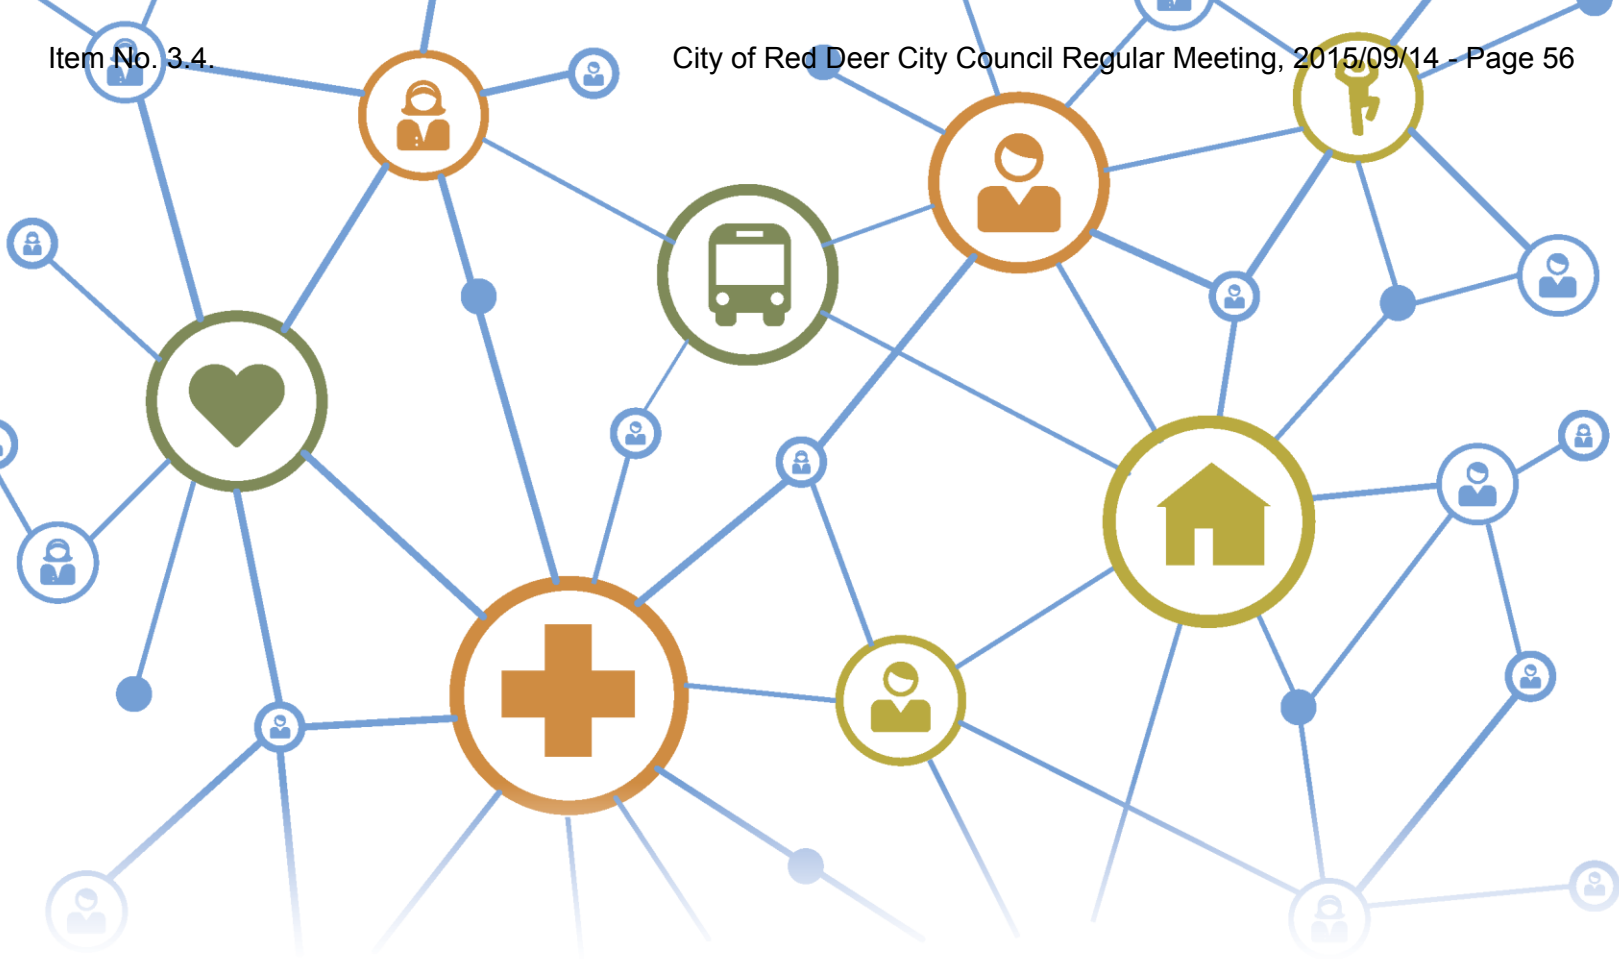 Item No. 3.4. City of Red Deer City Council Regular Meeting, 2015/09/14 - Page 56